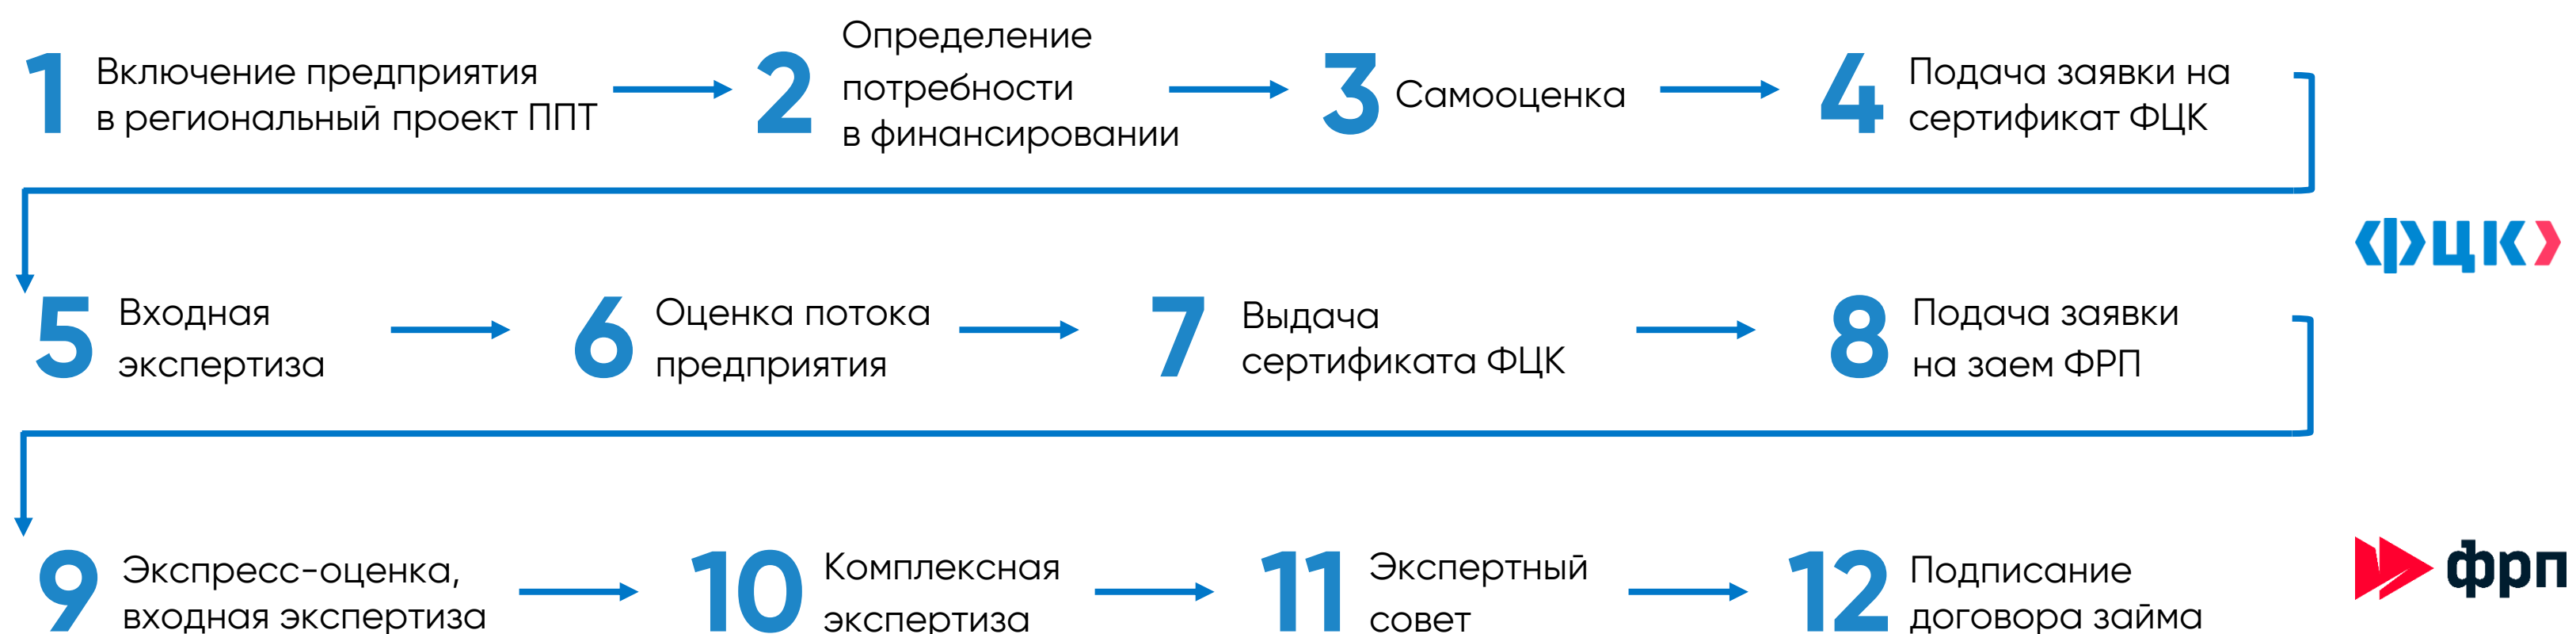 1 Включение предприятия
в региональный проект ППТ
2 Определение
потребности
в финансировании
3 Самооценка
4 Подача заявки на
сертификат ФЦК
фцк
5 Входная
экспертиза
6 Оценка потока
предприятия
7 Выдача
сертификата ФЦК
8 Подача заявки
на заем ФРП
9 Экспресс-оценка,
входная экспертиза
10 Комплексная
экспертиза
11 Экспертный
совет
12 Подписание
договора займа
фрп